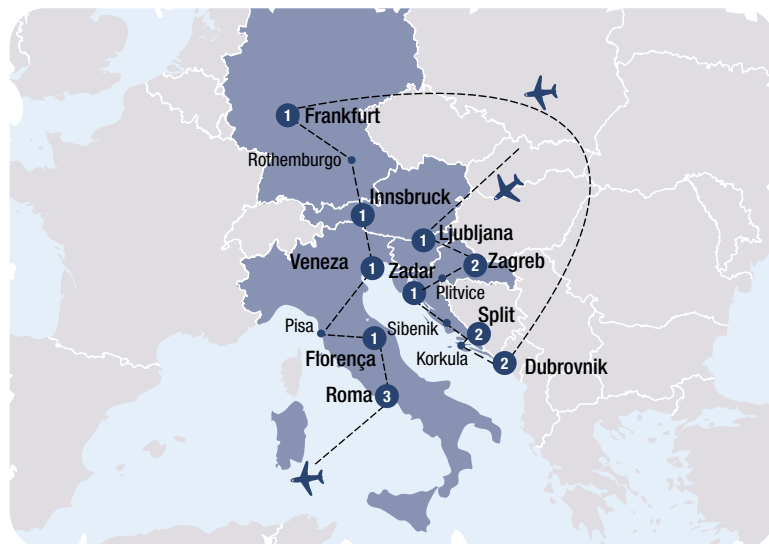 1 Frankfurt
Rothemburgo
Innsbruck
1
1 Ljubljana
Veneza 1
Zadar
2 Zagreb
1 Plitvice
Split
Pisa
1 Sibenik
2
Florença
Korkula
2 Dubrovnik
Roma 3